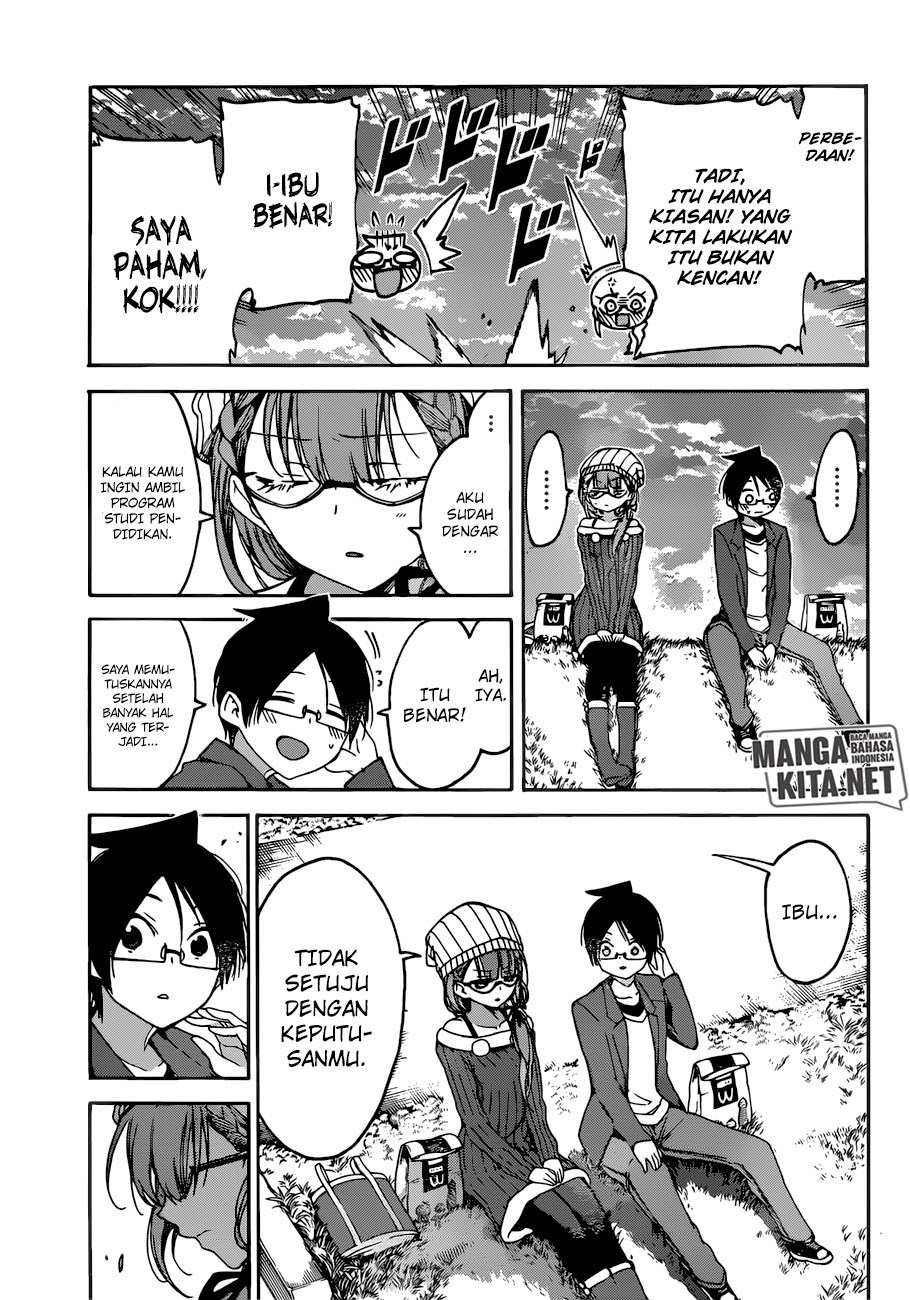 PERBE-
DAAN!
TADI,
ITU HANYA
KIASAN! YANG
KITA LAKUKAN
ITU BUKAN
KENCAN!
ド
ド
ド
ド
ド
I-IBU
BENAR!
SAYA
PAHAM,
KOK!!!!
...
...
...
AKU
SUDAH
DENGAR
...
KALAU KAMU
INGIN AMBIL
PROGRAM
STUDI PEN-
DIDIKAN.
AH,
IYA.
ITU
BENAR!
SAYA MEMU-
TUSKANNYA
SETELAH
BANYAK HAL
YANG TER-
JADI...
MANGA
BACA MANGA
BAHASA
INDONESIA
KITA.NET
IBU...
TIDAK
SETUJU
DENGAN
KEPUTU-
SANMU.